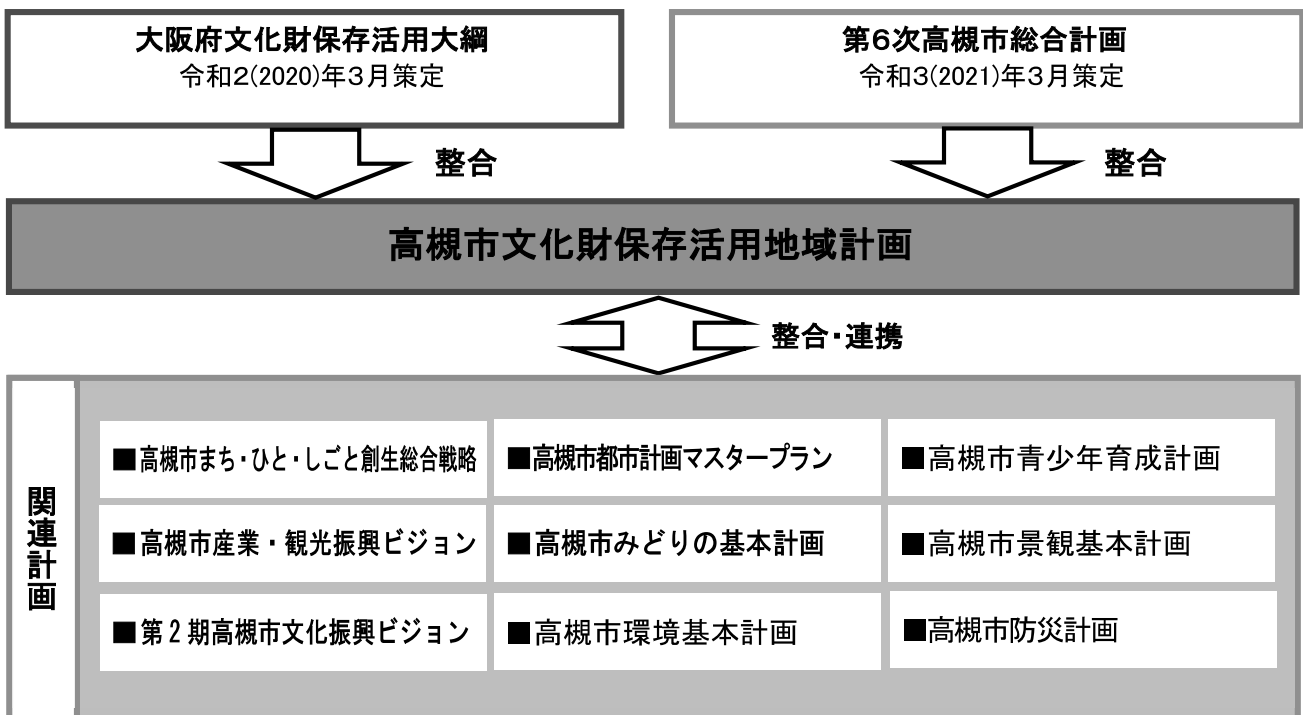 大阪府文化財保存活用大綱
令和2(2020)年3月策定
第6次高槻市総合計画
令和3(2021)年3月策定
整合
整合
高槻市文化財保存活用地域計画
整合・連携
関連計画
■高槻市まち・ひと・しごと創生総合戦略
■高槻市都市計画マスタープラン
■高槻市青少年育成計画
■高槻市産業・観光振興ビジョン
■高槻市みどりの基本計画
■高槻市景観基本計画
■第2期高槻市文化振興ビジョン
■高槻市環境基本計画
■高槻市防災計画